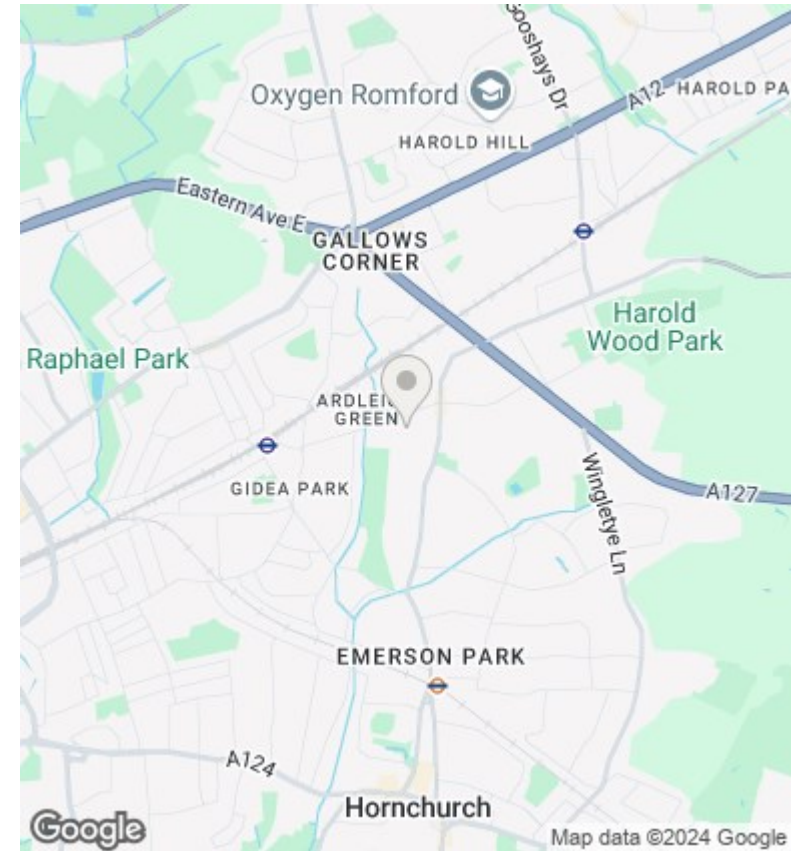 Gooshays Dr
Oxygen Romford
A12
HAROLD PA
HAROLD HILL
Eastern Ave E
GALLOWS
CORNER
Harold
Wood Park
Raphael Park
ARDLEI
GREEN
GIDEA PARK
Wingletye Ln
A127
EMERSON PARK
A124
Hornchurch
Google
Map data ©2024 Google